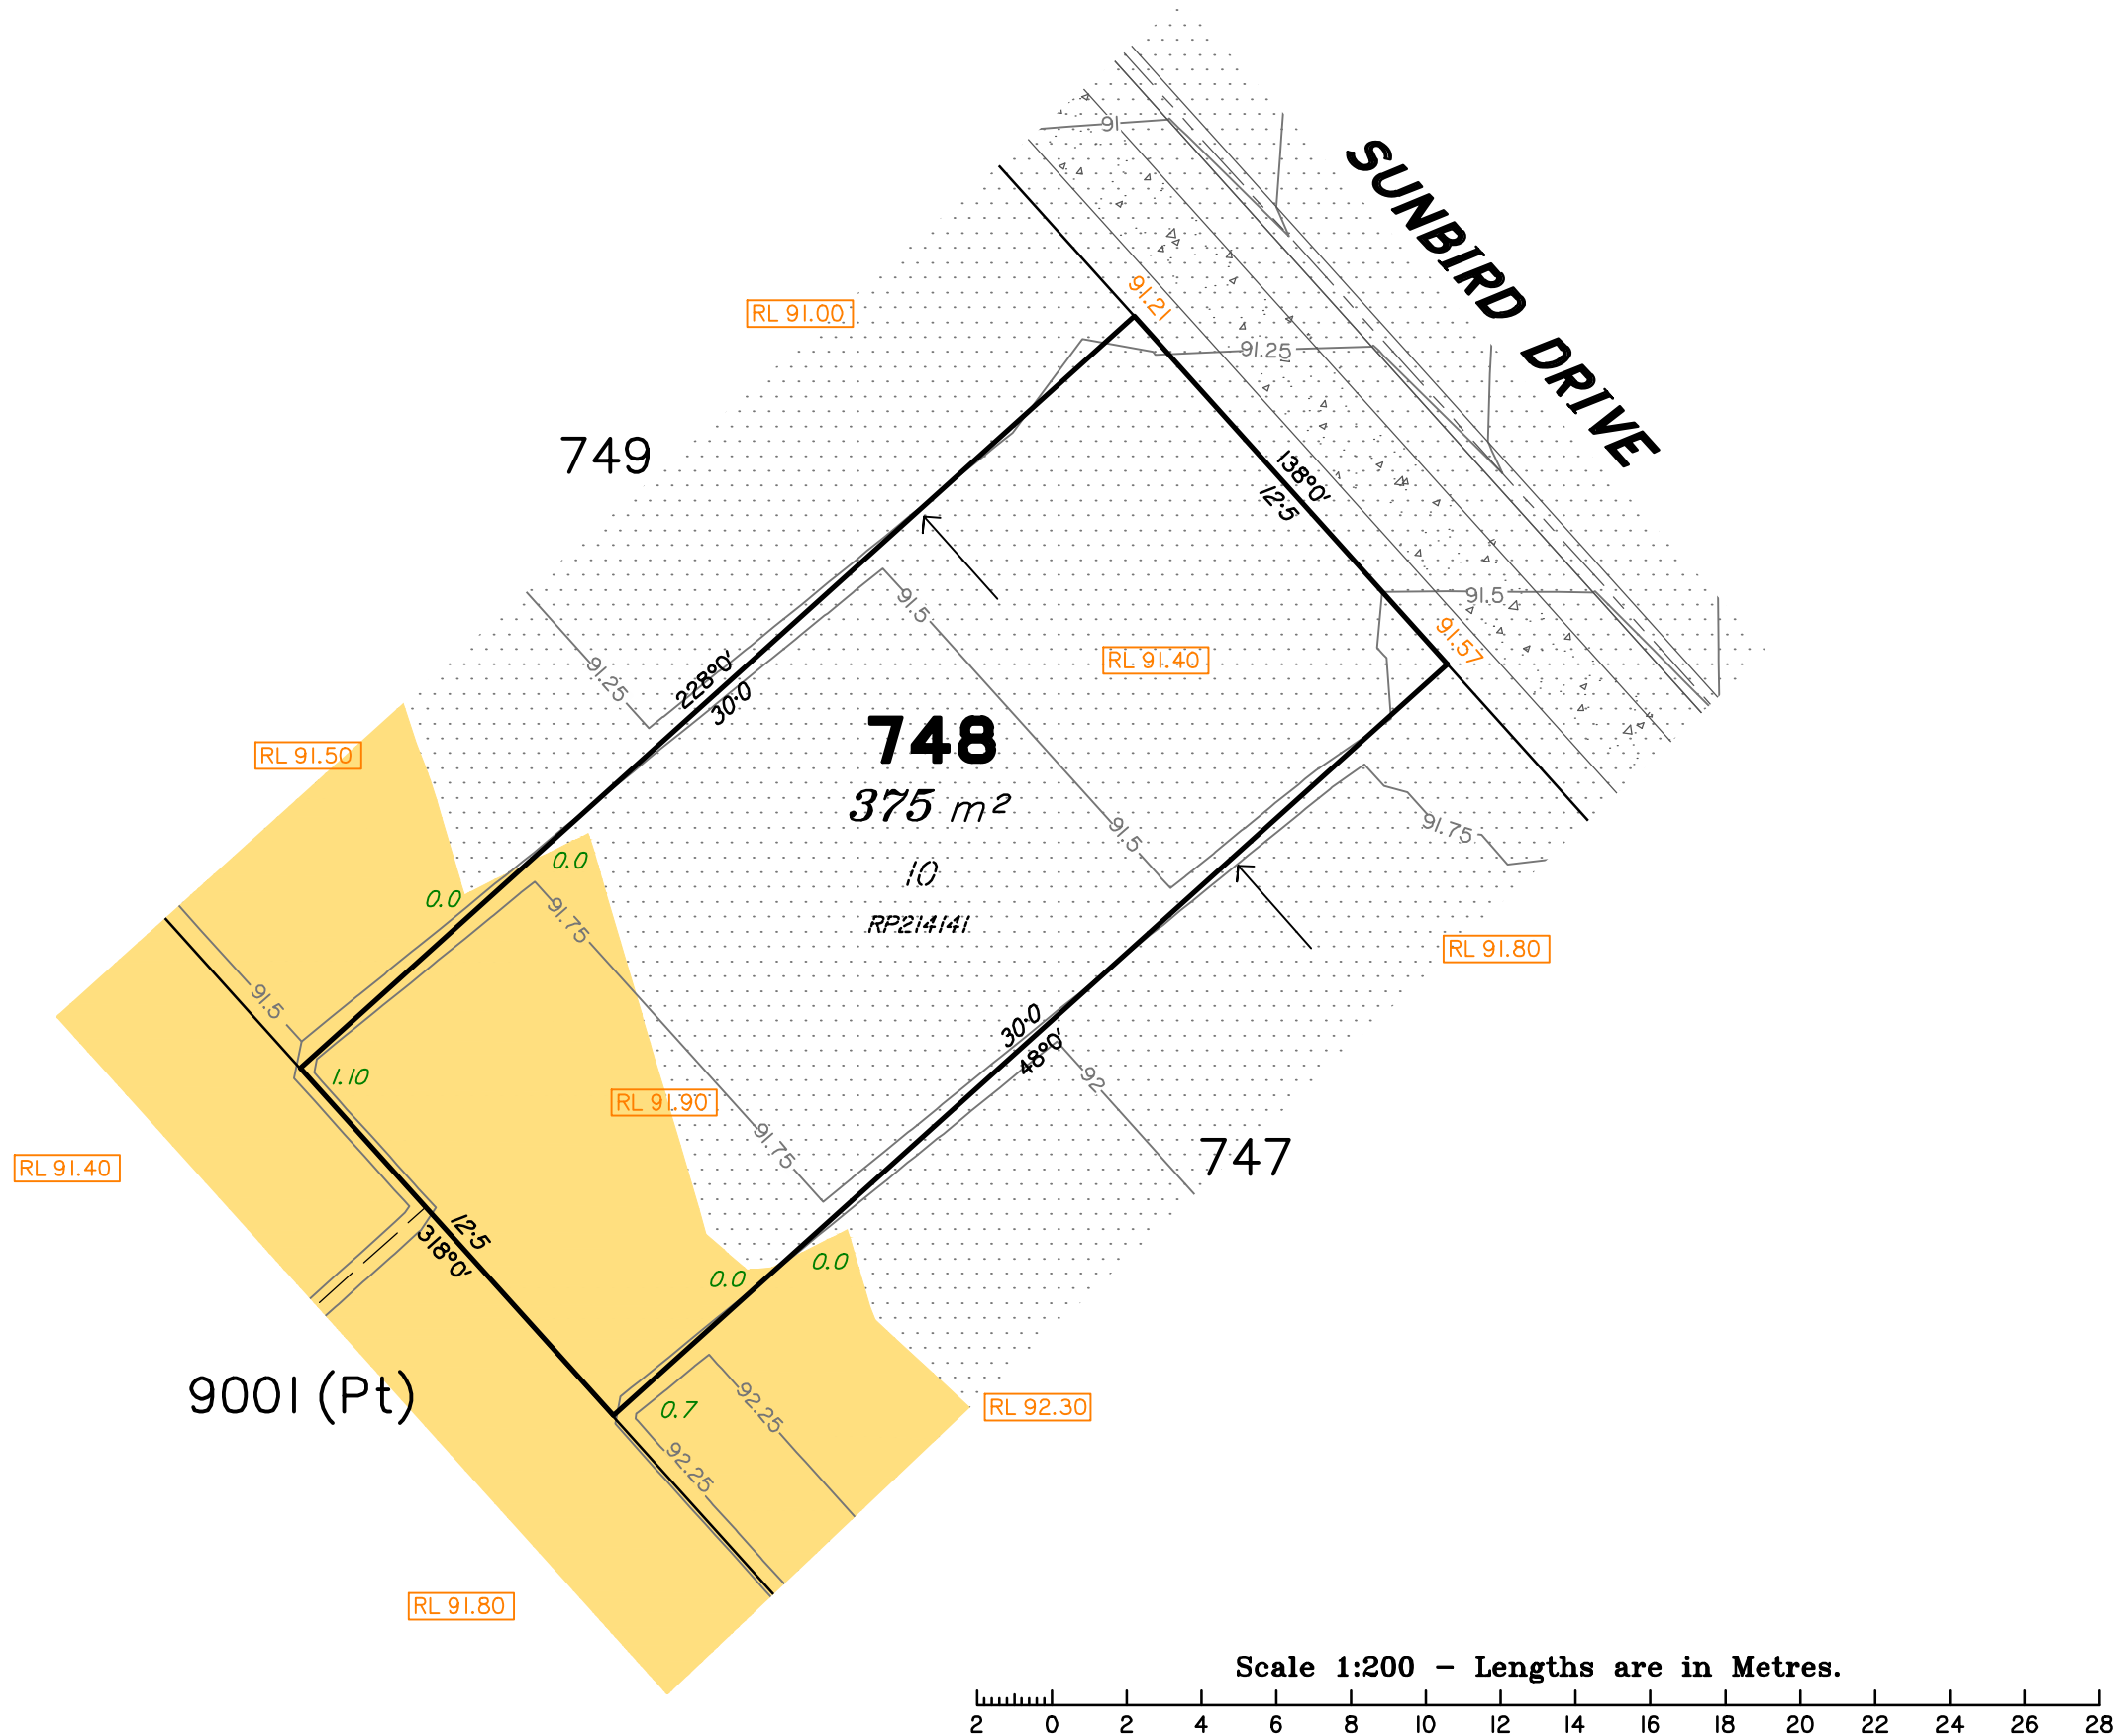 91
SUNBIRD DRIVE
91.21
RL 91.00
91.25
749
138°0'
12·5
91.5
91.5
91.57
RL 91.40
228°0'
30·0
91.25
748
375 m²
10
RP214141
RL 91.50
91.5
91.75
0.0
0.0
91.75
RL 91.80
91.5
30·0
48°0'
92
1.10
RL 91.90
91.75
747
RL 91.40
12·5
318°0'
0.0
0.0
9001 (Pt)
0.7
92.25
92.25
RL 92.30
RL 91.80
Scale 1:200 – Lengths are in Metres.
2 0 2 4 6 8 10 12 14 16 18 20 22 24 26 28